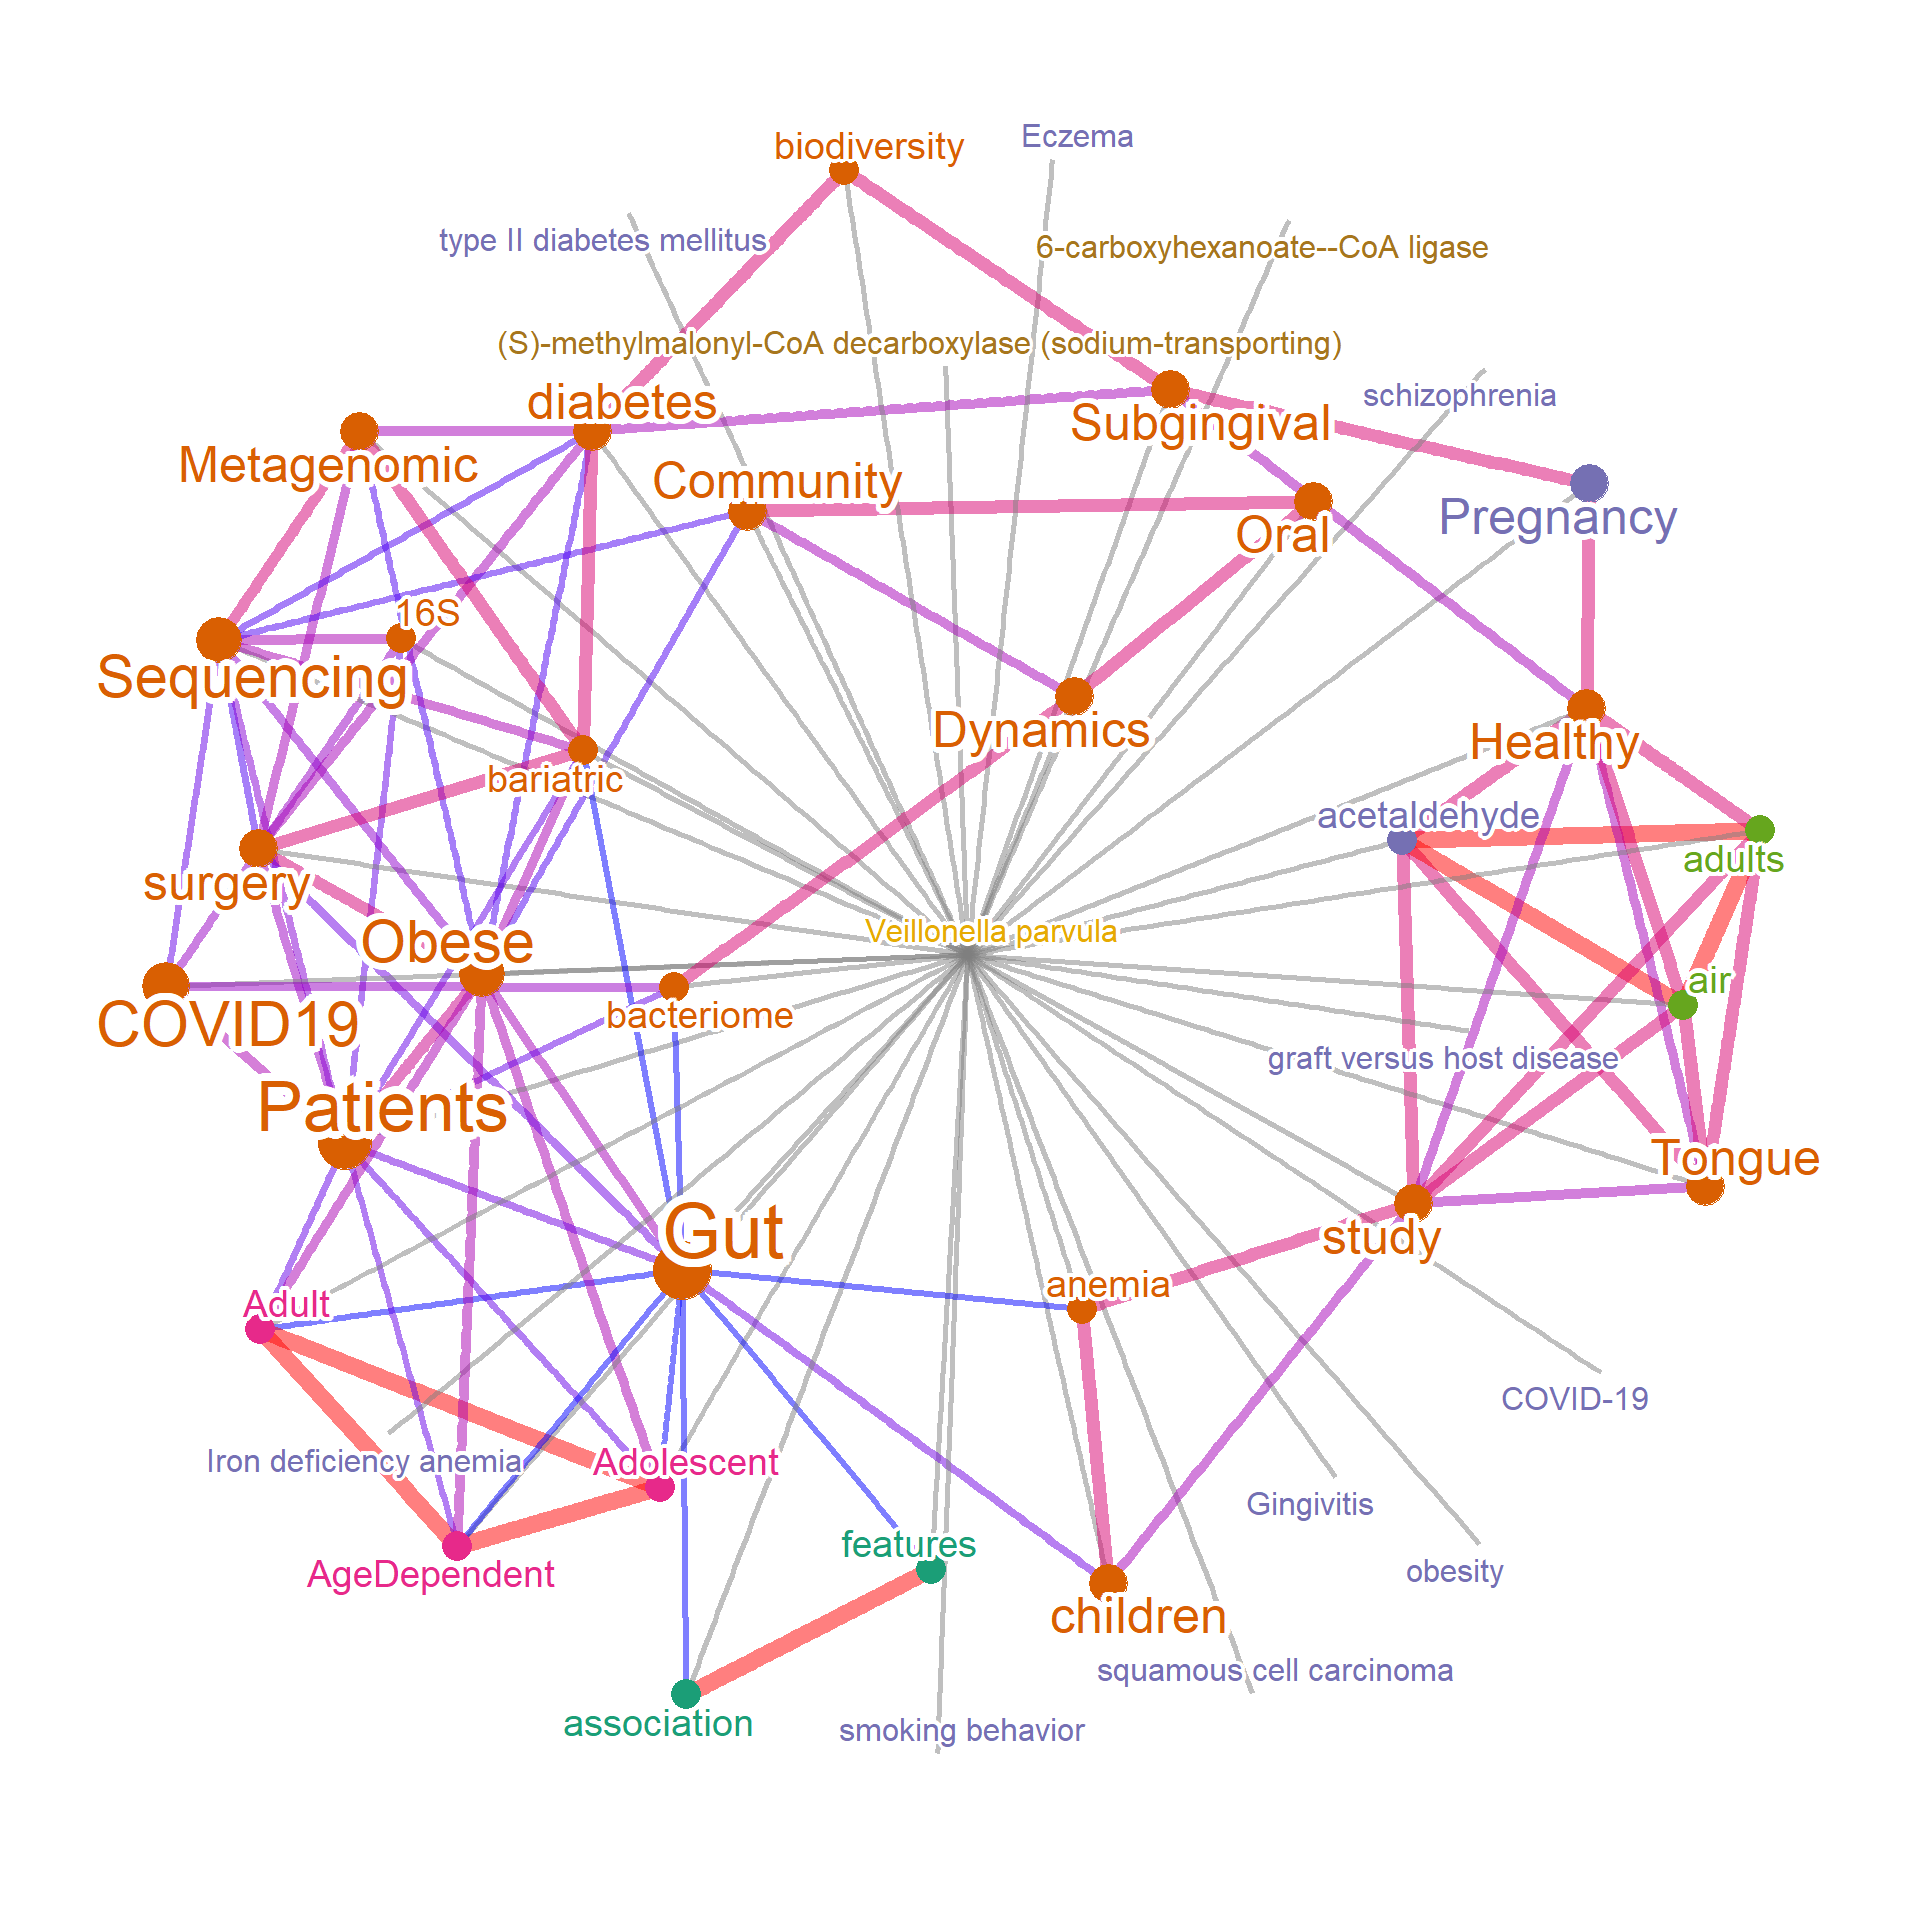 biodiversity
Eczema
type II diabetes mellitus
6-carboxyhexanoate--CoA ligase
(S)-methylmalonyl-CoA decarboxylase (sodium-transporting)
schizophrenia
diabetes
Subgingival
Metagenomic
Community
Oral
Pregnancy
16S
Sequencing
Dynamics
Healthy
bariatric
acetaldehyde
adults
surgery
Obese
Veillonella parvula
air
COVID19
bacteriome
graft versus host disease
Patients
Tongue
Gut
study
anemia
Adult
COVID-19
Iron deficiency anemia
Adolescent
Gingivitis
features
AgeDependent
obesity
children
squamous cell carcinoma
association
smoking behavior